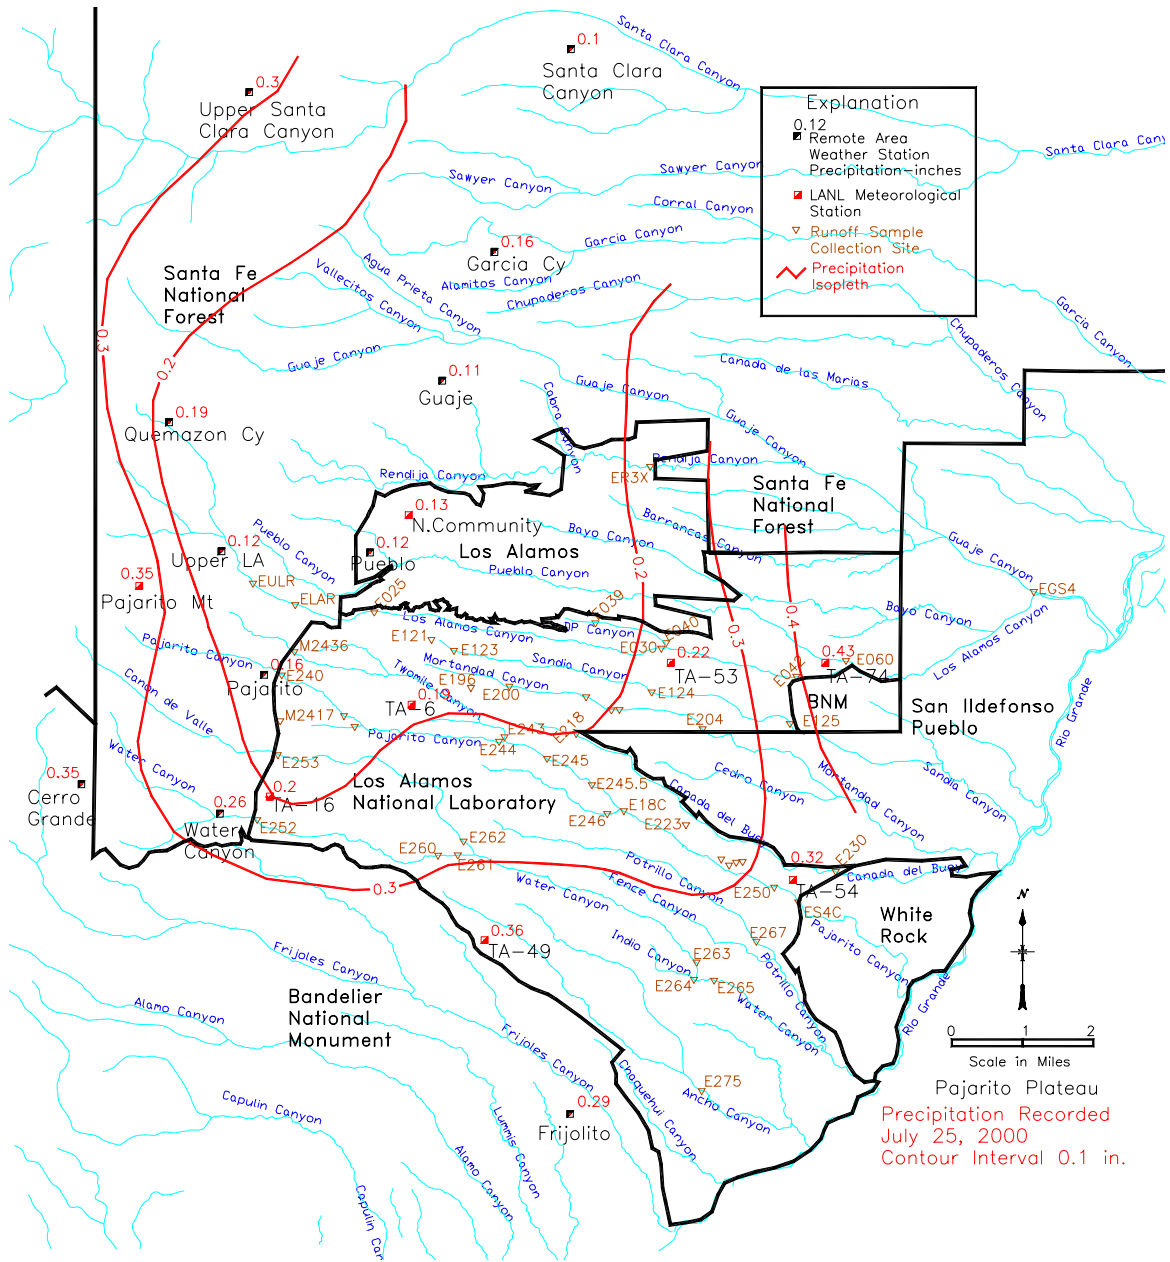 0.1
Santa Clara
Canyon
Santa Clara Canyon
0.3
Upper Santa
Clara Canyon
Explanation
0.12
Remote Area
Weather Station
Precipitation-inches
LANL Meteorological
Station
Runoff Sample
Collection Site
Precipitation
Isopleth
Santa Clara Cany
Sawyer Canyon
Sawyer Canyon
Corral Canyon
Garcia Canyon
0.16
Garcia Cy
Alamitos Canyon
Chupaderos Canyon
Agua Prieta Canyon
Vallecitos Canyon
Santa Fe
National
Forest
Garcia Canyon
Chupaderos Canyon
0.3
0.2
Guaje Canyon
Canada de las Marias
0.11
Guaje
Guaje Canyon
Cabra Canyon
Guaje Canyon
0.19
Quemazon Cy
Rendija Canyon
Rendija Canyon
ER3X
Santa Fe
National
Forest
0.13
N.Community
Barrancas Canyon
Bayo Canyon
Pueblo Canyon
0.12
Upper LA
0.12
Pueblo
Los Alamos
Pueblo Canyon
Guaje Canyon
0.2
0.35
Pajarito Mt
EULR
ELAR
E025
E039
EGS4
Bayo Canyon
0.4
0.3
Los Alamos Canyon
DP Canyon
E040
E030
E121
E123
M2436
Pajarito Canyon
0.16
Pajarito
E240
Mortandad Canyon
Sandia Canyon
0.22
TA-53
0.43
TA-74
E060
E042
Los Alamos Canyon
Twomile Canyon
E196
E200
E124
BNM
Canon de Valle
TA-6
M2417
E204
E125
San Ildefonso
Pueblo
Rio Grande
Pajarito Canyon
E247
E218
E244
E245
Water Canyon
E253
0.35
Cerro
Grande
0.2
TA-16
Los Alamos
National Laboratory
E245.5
Cedro Canyon
Mortandad Canyon
Sandia Canyon
Canada del Buey
0.26
Water
Canyon
E252
E246
E18C
E223
E262
E260
E261
E230
Canada del Buey
0.3
Water Canyon
Fence Canyon
Potrillo Canyon
0.32
TA-54
E250
ES4C
White
Rock
N
0.36
TA-49
Frijoles Canyon
Indio Canyon
E263
E264
E265
E267
Pajarito Canyon
Potrillo Canyon
Water Canyon
Rio Grande
Alamo Canyon
Bandelier
National
Monument
Frijoles Canyon
0 1 2
Scale in Miles
Pajarito Plateau
Precipitation Recorded
July 25, 2000
Contour Interval 0.1 in.
Chaquehui Canyon
E275
Ancho Canyon
Capulin Canyon
0.29
Frijolito
Lummis Canyon
Alamo Canyon
Capulin Can